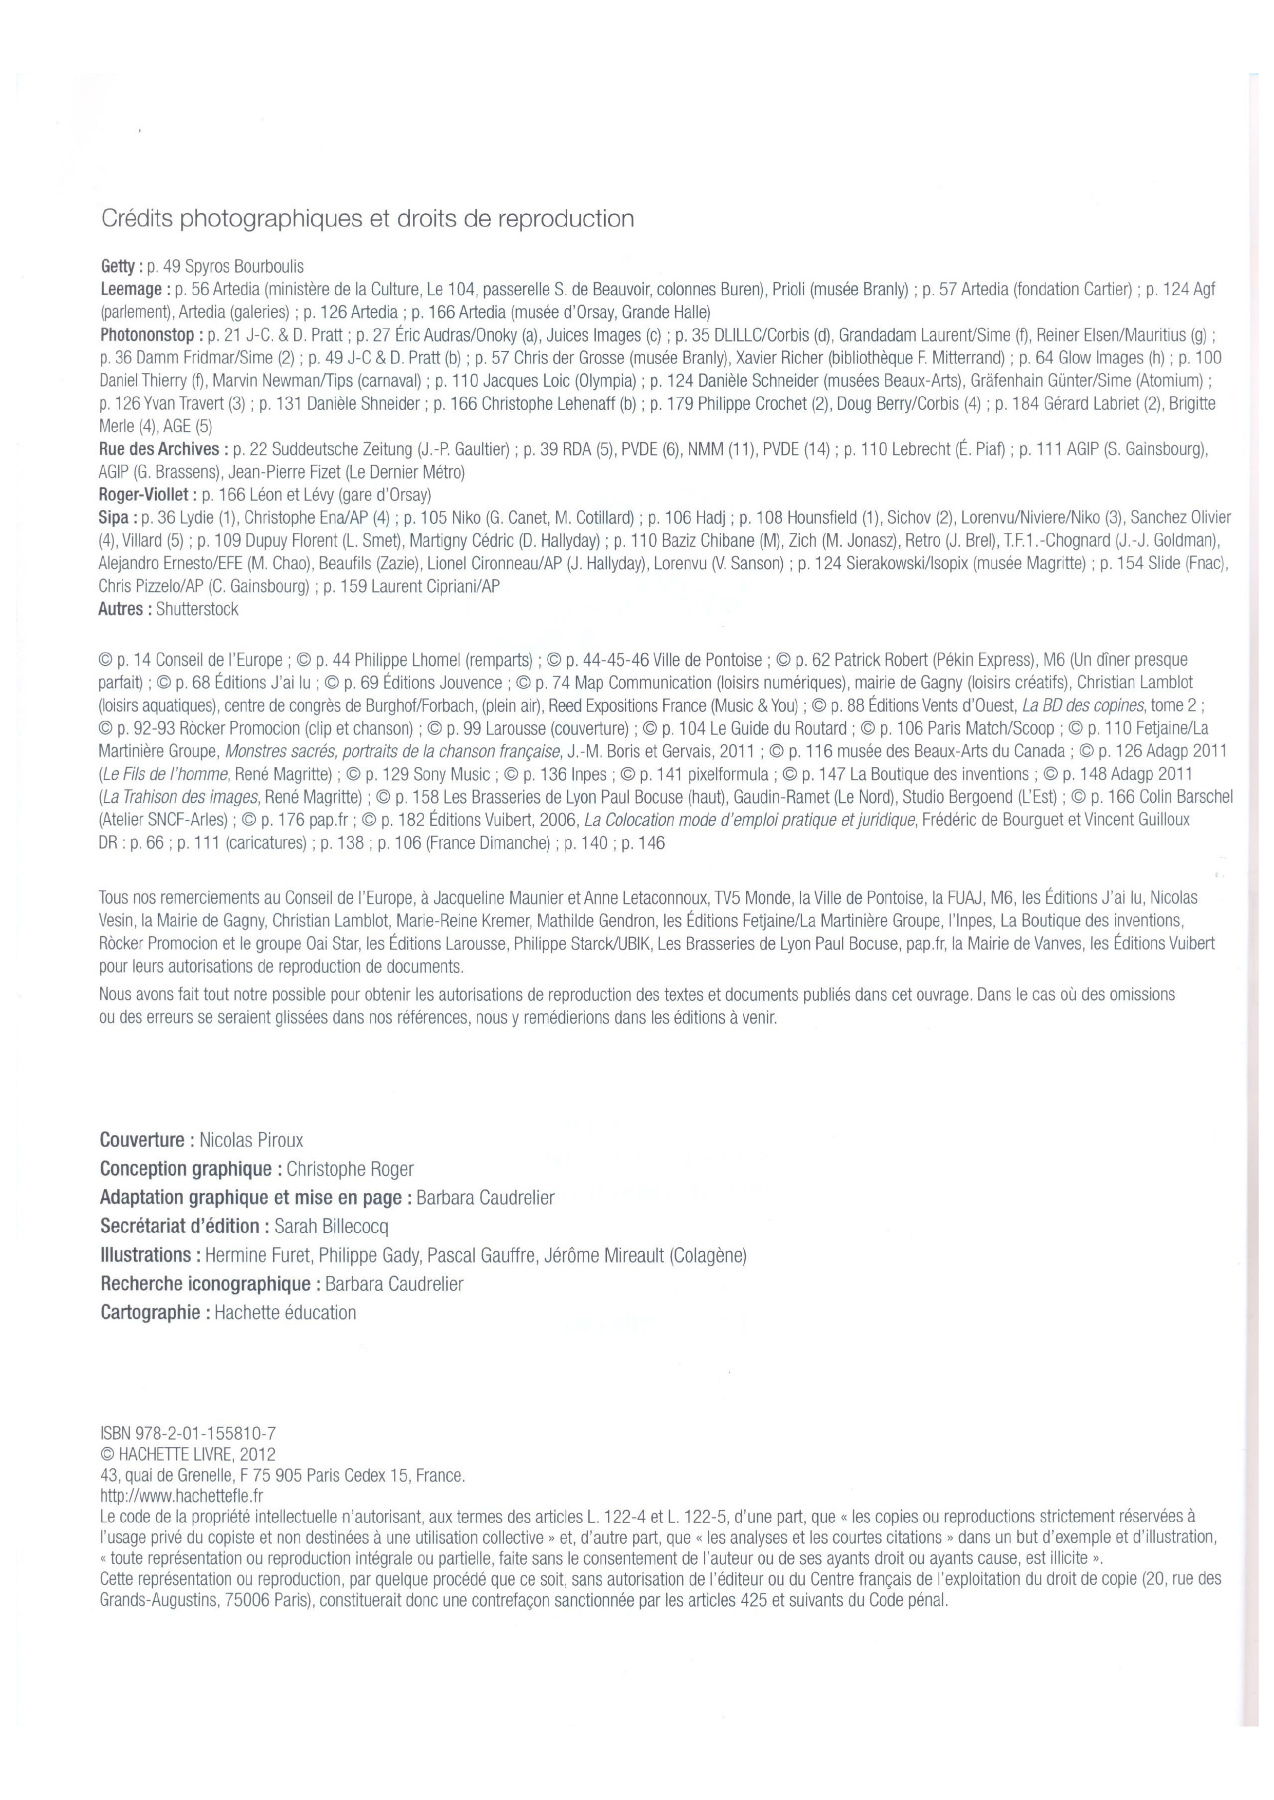 Crédits photographiques et droits de reproduction
Getty : p. 49 Spyros Bourboulis
Leemage : p. 56 Artedia (ministère de la Culture, Le 104, passerelle S. de Beauvoir, colonnes Buren), Prioli (musée Branly) ; p. 57 Artedia (fondation Cartier) ; p. 124 Agf
(parlement), Artedia (galeries) ; p. 126 Artedia ; p. 166 Artedia (musée d'Orsay, Grande Halle)
Photononstop : p. 21 J-C. & D. Pratt ; p. 27 Éric Audras/Onoky (a), Juices Images (c) ; p. 35 DLILLC/Corbis (d), Grandadam Laurent/Sime (f), Reiner Elsen/Mauritius (g) ;
p. 36 Damm Fridmar/Sime (2) ; p. 49 J-C & D. Pratt (b) ; p. 57 Chris der Grosse (musée Branly), Xavier Richer (bibliothèque F. Mitterrand) ; p. 64 Glow Images (h) ; p. 100
Daniel Thierry (f), Marvin Newman/Tips (carnaval) ; p. 110 Jacques Loic (Olympia) ; p. 124 Danièle Schneider (musées Beaux-Arts), Gräfenhain Günter/Sime (Atomium) ;
p. 126 Yvan Travert (3) ; p. 131 Danièle Shneider ; p. 166 Christophe Lehenaff (b) ; p. 179 Philippe Crochet (2), Doug Berry/Corbis (4) ; p. 184 Gérard Labriet (2), Brigitte
Merle (4), AGE (5)
Rue des Archives : p. 22 Suddeutsche Zeitung (J.-P. Gaultier) ; p. 39 RDA (5), PVDE (6), NMM (11), PVDE (14) ; p. 110 Lebrecht (É. Piaf) ; p. 111 AGIP (S. Gainsbourg),
AGIP (G. Brassens), Jean-Pierre Fizet (Le Dernier Métro)
Roger-Viollet : p. 166 Léon et Lévy (gare d'Orsay)
Sipa : p. 36 Lydie (1), Christophe Ena/AP (4) ; p. 105 Niko (G. Canet, M. Cotillard) ; p. 106 Hadj ; p. 108 Hounsfield (1), Sichov (2), Lorenvu/Niviere/Niko (3), Sanchez Olivier
(4), Villard (5) ; p. 109 Dupuy Florent (L. Smet), Martigny Cédric (D. Hallyday) ; p. 110 Baziz Chibane (M), Zich (M. Jonasz), Retro (J. Brel), T.F.1.-Chognard (J.-J. Goldman),
Alejandro Ernesto/EFE (M. Chao), Beaufils (Zazie), Lionel Cironneau/AP (J. Hallyday), Lorenvu (V. Sanson) ; p. 124 Sierakowski/Isopix (musée Magritte) ; p. 154 Slide (Fnac),
Chris Pizzelo/AP (C. Gainsbourg) ; p. 159 Laurent Cipriani/AP
Autres : Shutterstock
© p. 14 Conseil de l'Europe ; © p. 44 Philippe Lhomel (remparts) ; © p. 44-45-46 Ville de Pontoise ; © p. 62 Patrick Robert (Pékin Express), M6 (Un dîner presque
parfait) ; © p. 68 Éditions J'ai lu ; © p. 69 Éditions Jouvence ; © p. 74 Map Communication (loisirs numériques), mairie de Gagny (loisirs créatifs), Christian Lamblot
(loisirs aquatiques), centre de congrès de Burghof/Forbach, (plein air), Reed Expositions France (Music & You) ; © p. 88 Éditions Vents d'Ouest, La BD des copines, tome 2 ;
© p. 92-93 Ròcker Promocion (clip et chanson) ; © p. 99 Larousse (couverture) ; © p. 104 Le Guide du Routard ; © p. 106 Paris Match/Scoop ; © p. 110 Fetjaine/La
Martinière Groupe, Monstres sacrés, portraits de la chanson française, J.-M. Boris et Gervais, 2011 ; © p. 116 musée des Beaux-Arts du Canada ; © p. 126 Adagp 2011
(Le Fils de l'homme, René Magritte) ; © p. 129 Sony Music ; © p. 136 Inpes ; © p. 141 pixelformula ; © p. 147 La Boutique des inventions ; © p. 148 Adagp 2011
(La Trahison des images, René Magritte) ; © p. 158 Les Brasseries de Lyon Paul Bocuse (haut), Gaudin-Ramet (Le Nord), Studio Bergoend (L'Est) ; © p. 166 Colin Barschel
(Atelier SNCF-Arles) ; © p. 176 pap.fr ; © p. 182 Éditions Vuibert, 2006, La Colocation mode d'emploi pratique et juridique, Frédéric de Bourguet et Vincent Guilloux
DR : p. 66 ; p. 111 (caricatures) ; p. 138 ; p. 106 (France Dimanche) ; p. 140 ; p. 146
Tous nos remerciements au Conseil de l'Europe, à Jacqueline Maunier et Anne Letaconnoux, TV5 Monde, la Ville de Pontoise, la FUAJ, M6, les Éditions J'ai lu, Nicolas
Vesin, la Mairie de Gagny, Christian Lamblot, Marie-Reine Kremer, Mathilde Gendron, les Éditions Fetjaine/La Martinière Groupe, l'Inpes, La Boutique des inventions,
Ròcker Promocion et le groupe Oai Star, les Éditions Larousse, Philippe Starck/UBIK, Les Brasseries de Lyon Paul Bocuse, pap.fr, la Mairie de Vanves, les Éditions Vuibert
pour leurs autorisations de reproduction de documents.
Nous avons fait tout notre possible pour obtenir les autorisations de reproduction des textes et documents publiés dans cet ouvrage. Dans le cas où des omissions
ou des erreurs se seraient glissées dans nos références, nous y remédierions dans les éditions à venir.
Couverture : Nicolas Piroux
Conception graphique : Christophe Roger
Adaptation graphique et mise en page : Barbara Caudrelier
Secrétariat d'édition : Sarah Billecocq
Illustrations : Hermine Furet, Philippe Gady, Pascal Gauffre, Jérôme Mireault (Colagène)
Recherche iconographique : Barbara Caudrelier
Cartographie : Hachette éducation
ISBN 978-2-01-155810-7
© HACHETTE LIVRE, 2012
43, quai de Grenelle, F 75 905 Paris Cedex 15, France.
http://www.hachettefle.fr
Le code de la propriété intellectuelle n'autorisant, aux termes des articles L. 122-4 et L. 122-5, d'une part, que « les copies ou reproductions strictement réservées à
l'usage privé du copiste et non destinées à une utilisation collective » et, d'autre part, que « les analyses et les courtes citations » dans un but d'exemple et d'illustration,
« toute représentation ou reproduction intégrale ou partielle, faite sans le consentement de l'auteur ou de ses ayants droit ou ayants cause, est illicite ».
Cette représentation ou reproduction, par quelque procédé que ce soit, sans autorisation de l'éditeur ou du Centre français de l'exploitation du droit de copie (20, rue des
Grands-Augustins, 75006 Paris), constituerait donc une contrefaçon sanctionnée par les articles 425 et suivants du Code pénal.